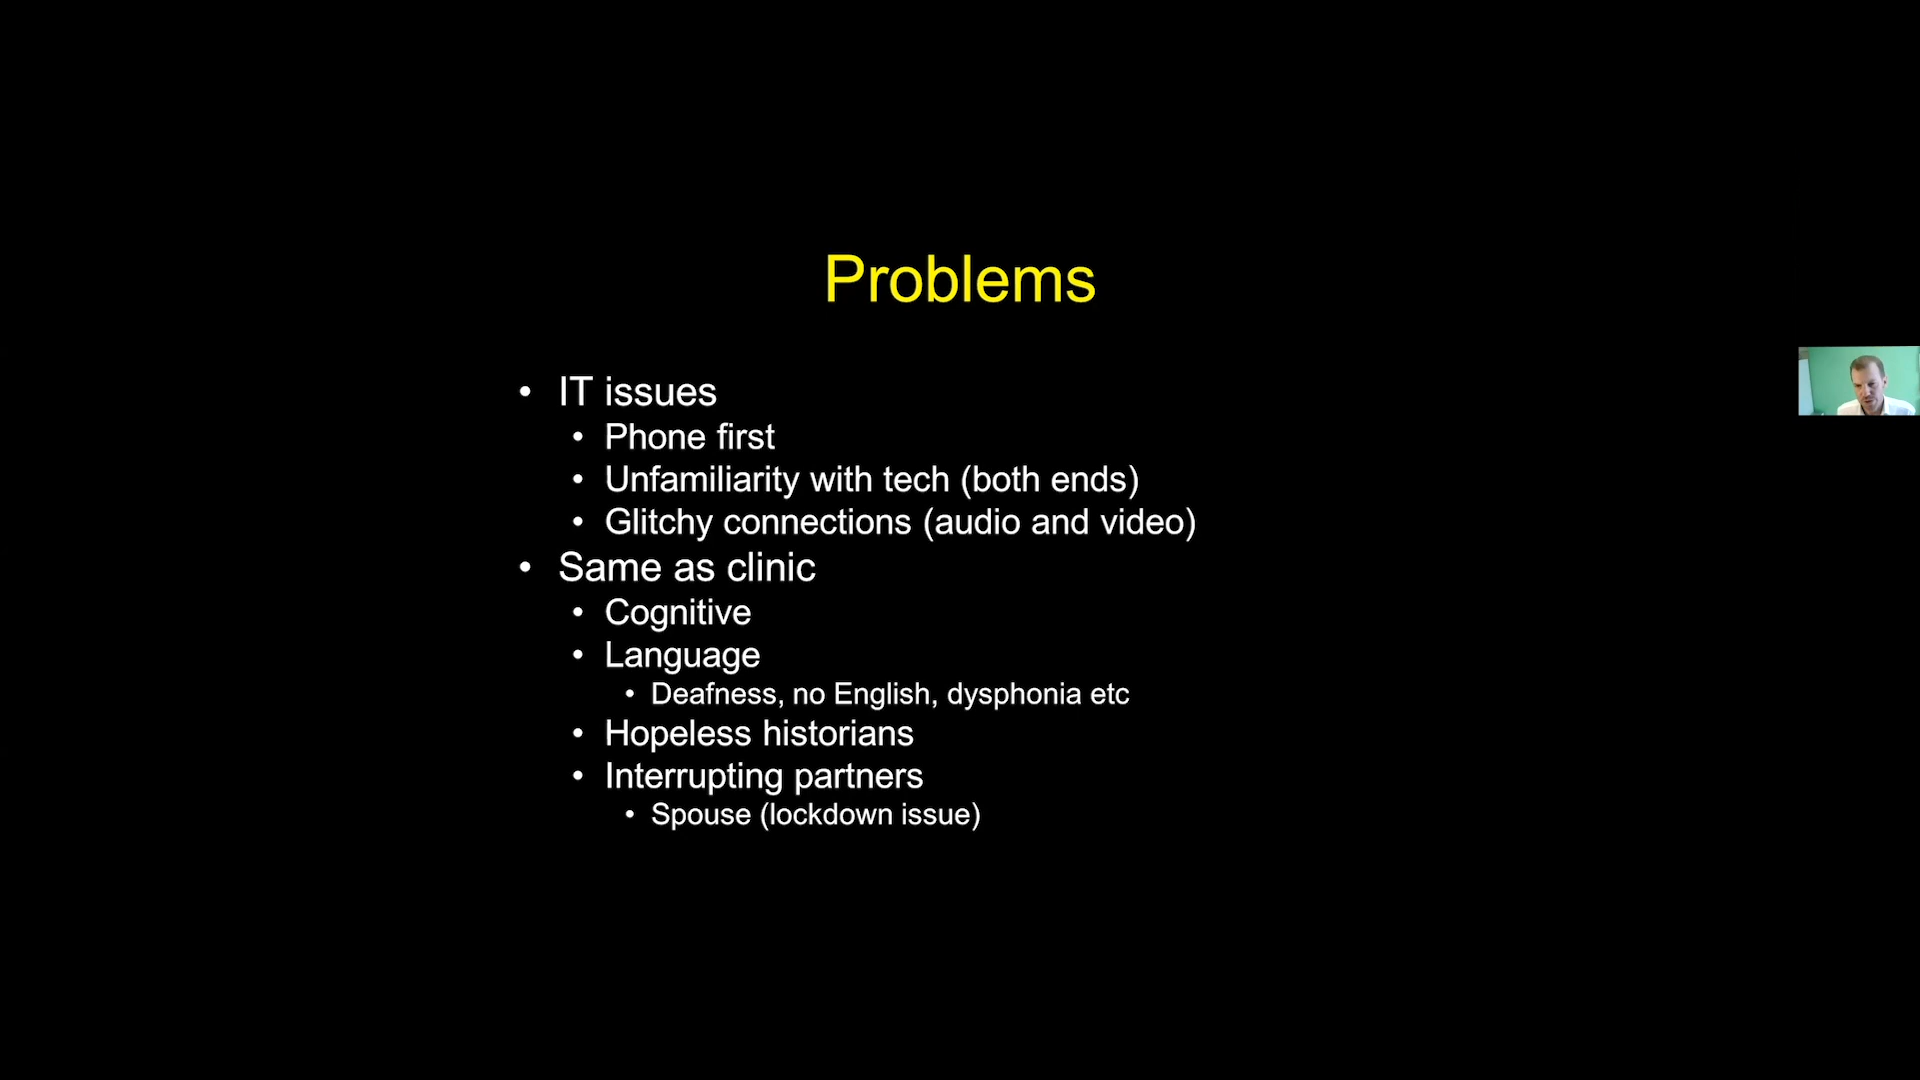 Problems
• IT issues
• Phone first
• Unfamiliarity with tech (both ends)
• Glitchy connections (audio and video)
• Same as clinic
• Cognitive
• Language
• Deafness, no English, dysphonia etc
• Hopeless historians
• Interrupting partners
• Spouse (lockdown issue)